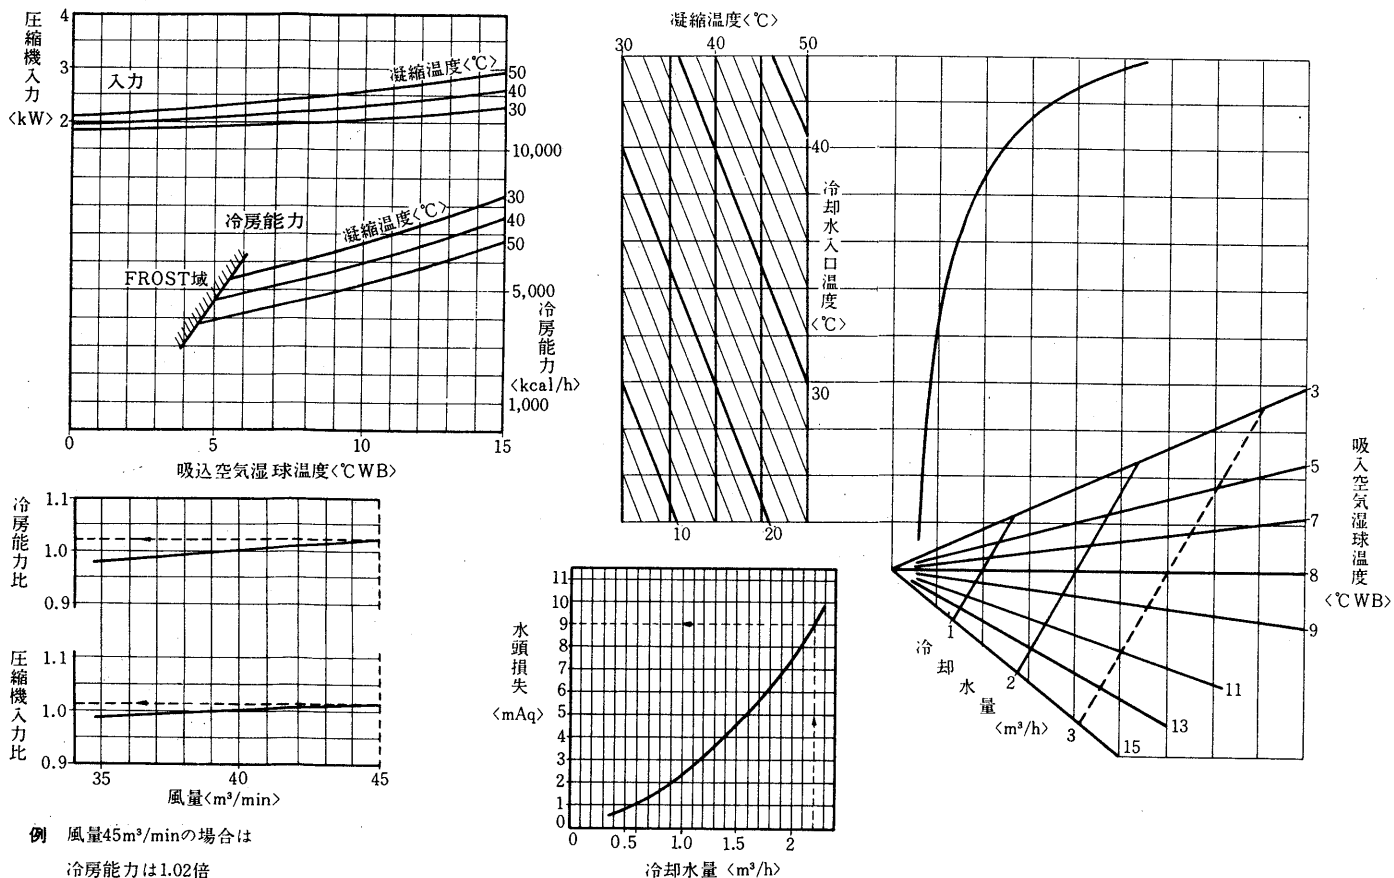 圧縮機入力
<kW>
4
3
2
入力
凝縮温度<℃>
50
40
30
10,000
冷房能力
凝縮温度<℃>
30
40
50
FROST域
5,000
冷房能力
<kcal/h>
1,000
0
5
10
15
吸込空気湿球温度<℃WB>
冷房能力比
1.1
1.0
0.9
圧縮機入力比
1.1
1.0
0.9
35
40
45
風量<m³/min>
例 風量45m³/minの場合は
冷房能力は1.02倍
凝縮温度<℃>
30
40
50
40
冷却水入口温度
<℃>
30
10
20
3
5
7
8
9
11
13
15
吸入空気湿球温度
<℃WB>
1
2
3
冷却水量
<m³/h>
水頭損失
<mAq>
11
10
9
8
7
6
5
4
3
2
1
0
0
0.5
1.0
1.5
2
冷却水量 <m³/h>